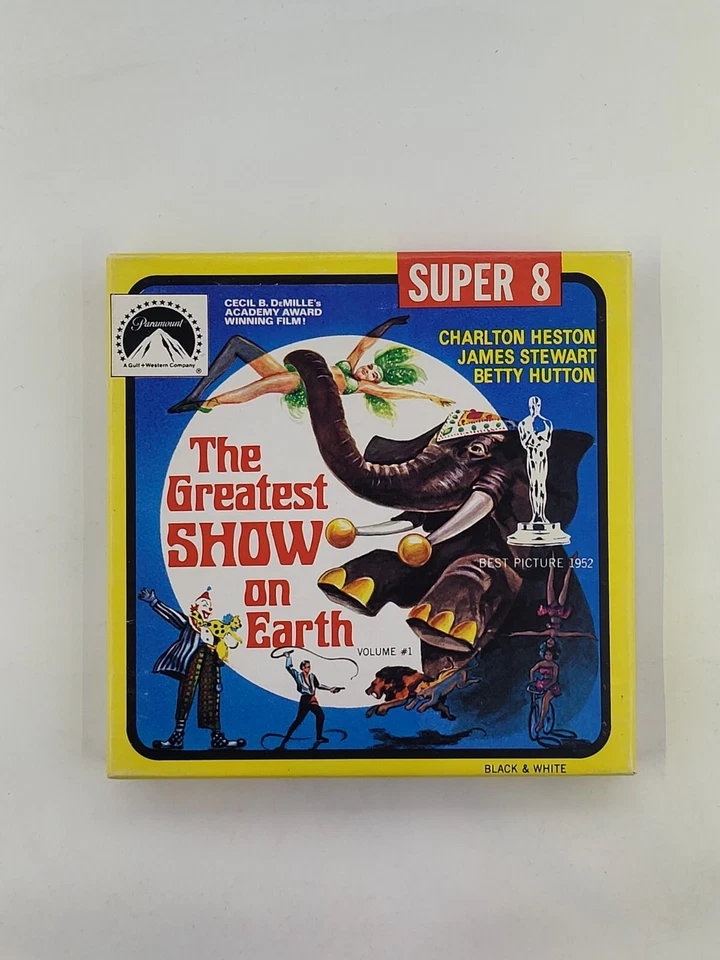 SUPER 8
Paramount
A Gulf+Western Company
®
CECIL B. DeMILLE's
ACADEMY AWARD
WINNING FILM!
CHARLTON HESTON
JAMES STEWART
BETTY HUTTON
The
Greatest
SHOW
on
Earth
VOLUME #1
BEST PICTURE 1952
BLACK & WHITE